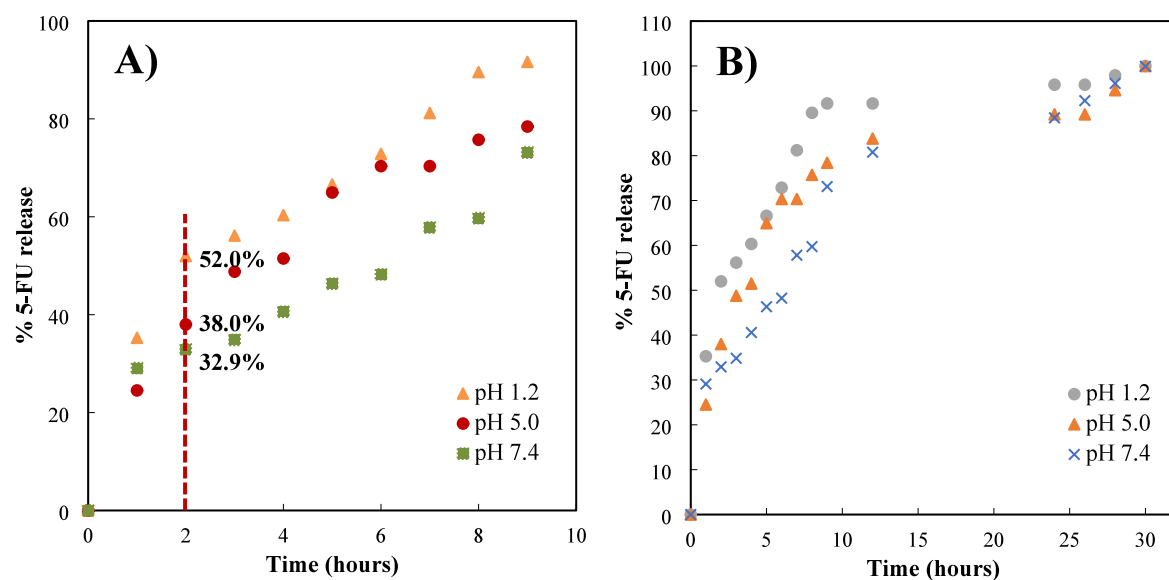 A)
% 5-FU release
100
80
60
40
20
0
52.0%
38.0%
32.9%
pH 1.2
pH 5.0
pH 7.4
0 2 4 6 8 10
Time (hours)
B)
% 5-FU release
110
100
90
80
70
60
50
40
30
20
10
0
pH 1.2
pH 5.0
pH 7.4
0 5 10 15 20 25 30
Time (hours)